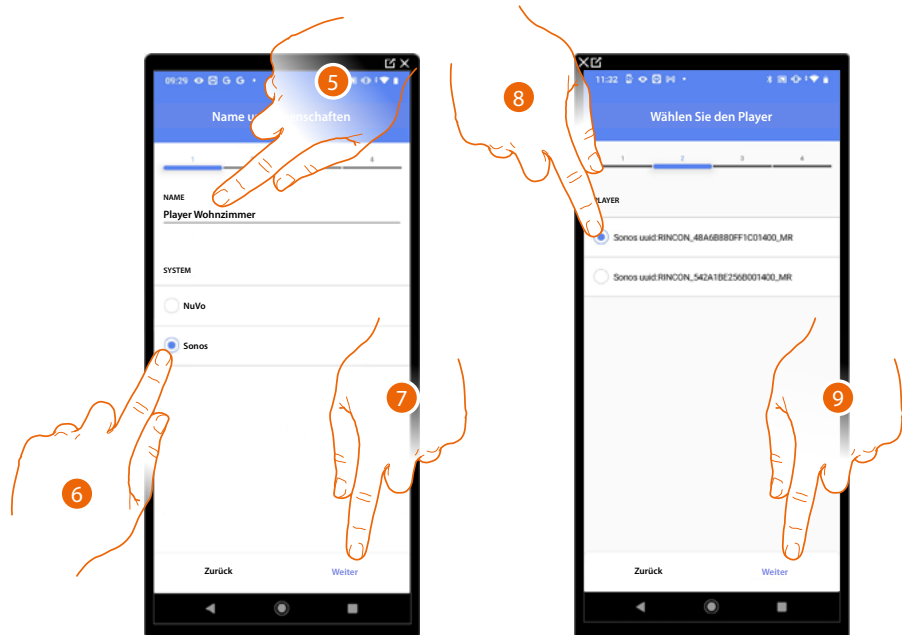 5
09:29 G G
Name u enschaften
1 4
NAME
Player Wohnzimmer
SYSTEM
NuVo
Sonos
6
7
Zurück Weiter
8
11:32
Wählen Sie den Player
1 2 3 4
PLAYER
Sonos uuid:RINCON_48A6B880FF1C01400_MR
Sonos uuid:RINCON_542A1BE256B001400_MR
9
Zurück Weiter